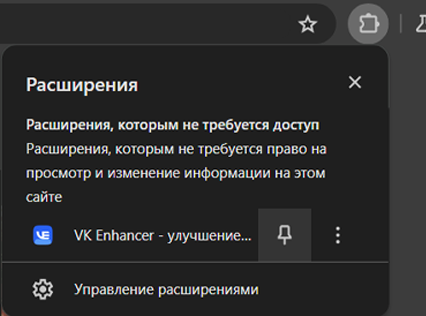 Расширения
Расширения, которым не требуется доступ
Расширения, которым не требуется право на
просмотр и изменение информации на этом
сайте
VK Enhancer - улучшение...
Управление расширениями